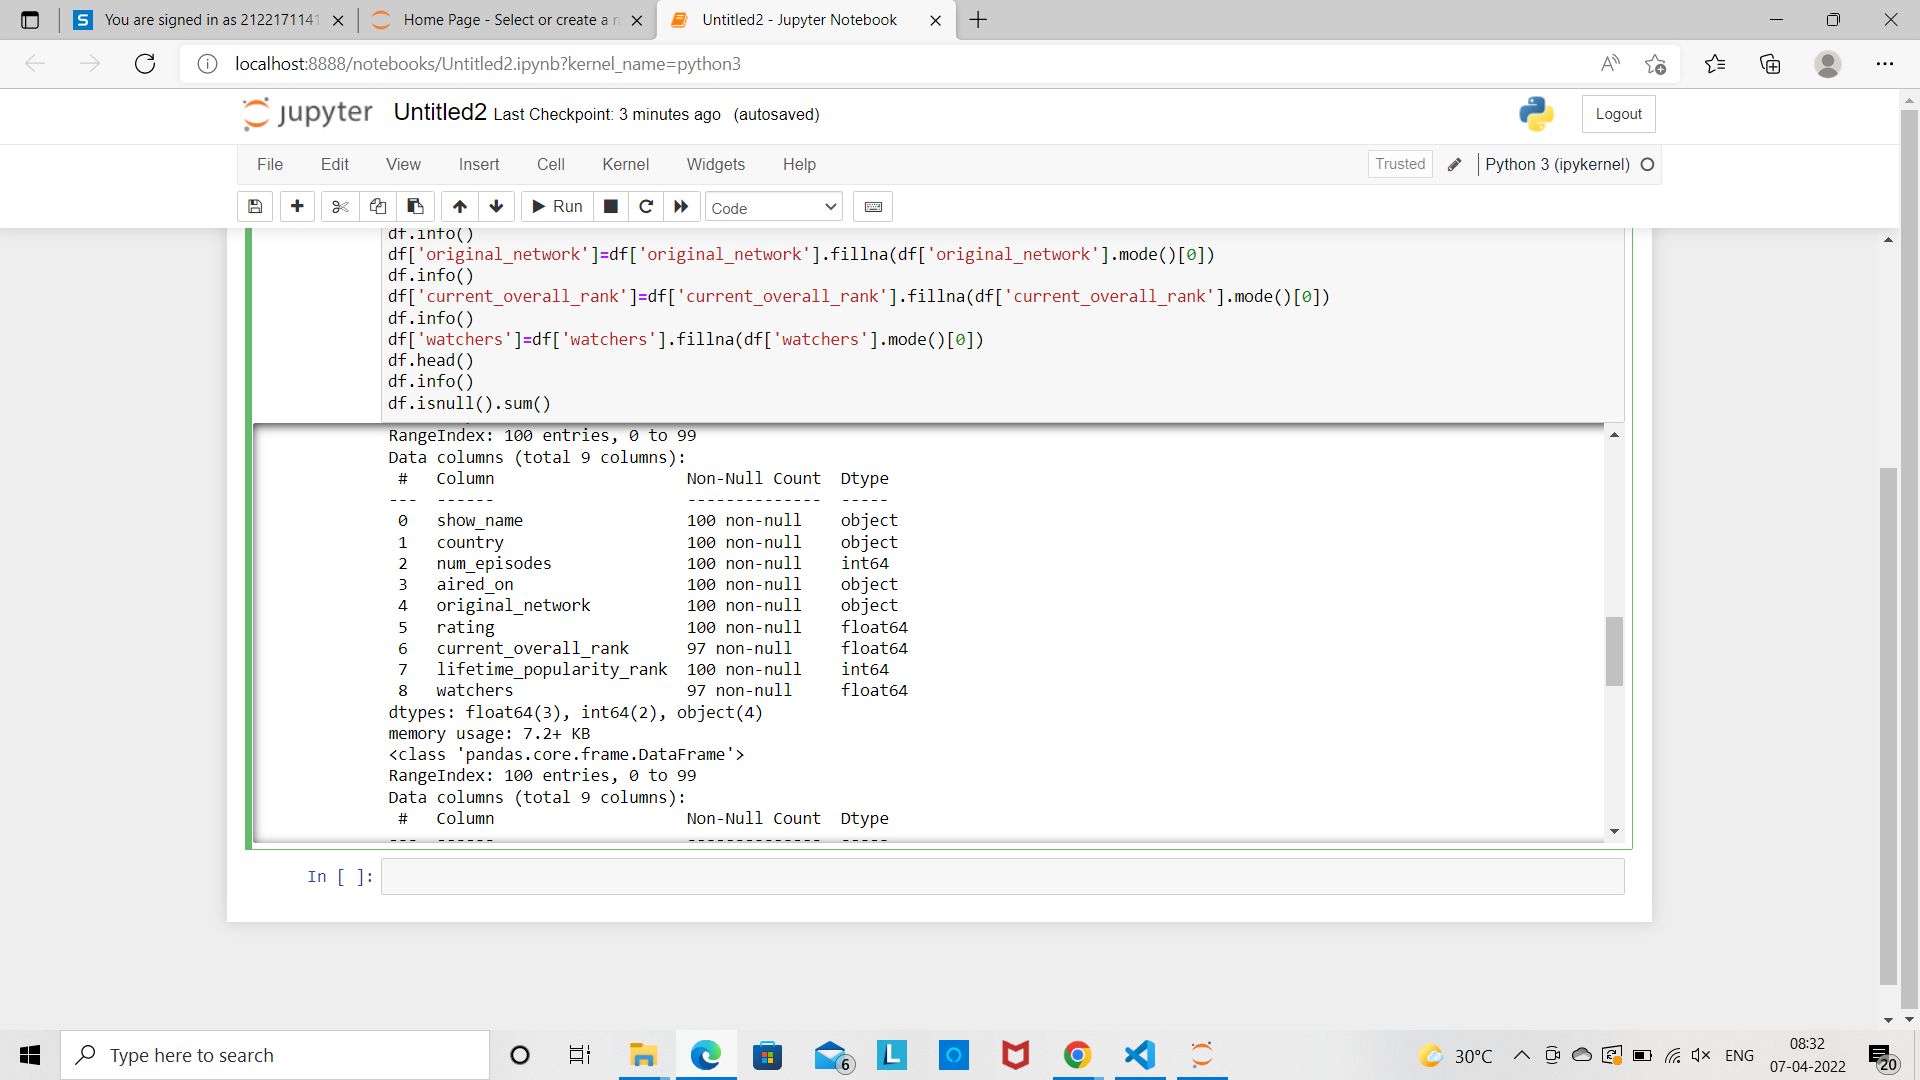 You are signed in as 2122171141
Home Page - Select or create a n
Untitled2 - Jupyter Notebook
localhost:8888/notebooks/Untitled2.ipynb?kernel_name=python3
jupyter Untitled2 Last Checkpoint: 3 minutes ago (autosaved)
Logout
File Edit View Insert Cell Kernel Widgets Help
Trusted
Python 3 (ipykernel)
Run
Code
df.info()
df['original_network']=df['original_network'].fillna(df['original_network'].mode()[0])
df.info()
df['current_overall_rank']=df['current_overall_rank'].fillna(df['current_overall_rank'].mode()[0])
df.info()
df['watchers']=df['watchers'].fillna(df['watchers'].mode()[0])
df.head()
df.info()
df.isnull().sum()
RangeIndex: 100 entries, 0 to 99
Data columns (total 9 columns):
# Column Non-Null Count Dtype
--- ------ -------------- -----
0 show_name 100 non-null object
1 country 100 non-null object
2 num_episodes 100 non-null int64
3 aired_on 100 non-null object
4 original_network 100 non-null object
5 rating 100 non-null float64
6 current_overall_rank 97 non-null float64
7 lifetime_popularity_rank 100 non-null int64
8 watchers 97 non-null float64
dtypes: float64(3), int64(2), object(4)
memory usage: 7.2+ KB
<class 'pandas.core.frame.DataFrame'>
RangeIndex: 100 entries, 0 to 99
Data columns (total 9 columns):
# Column Non-Null Count Dtype
--- ------ -------------- -----
In [ ]:
Type here to search
6
30°C
ENG
08:32
07-04-2022
20